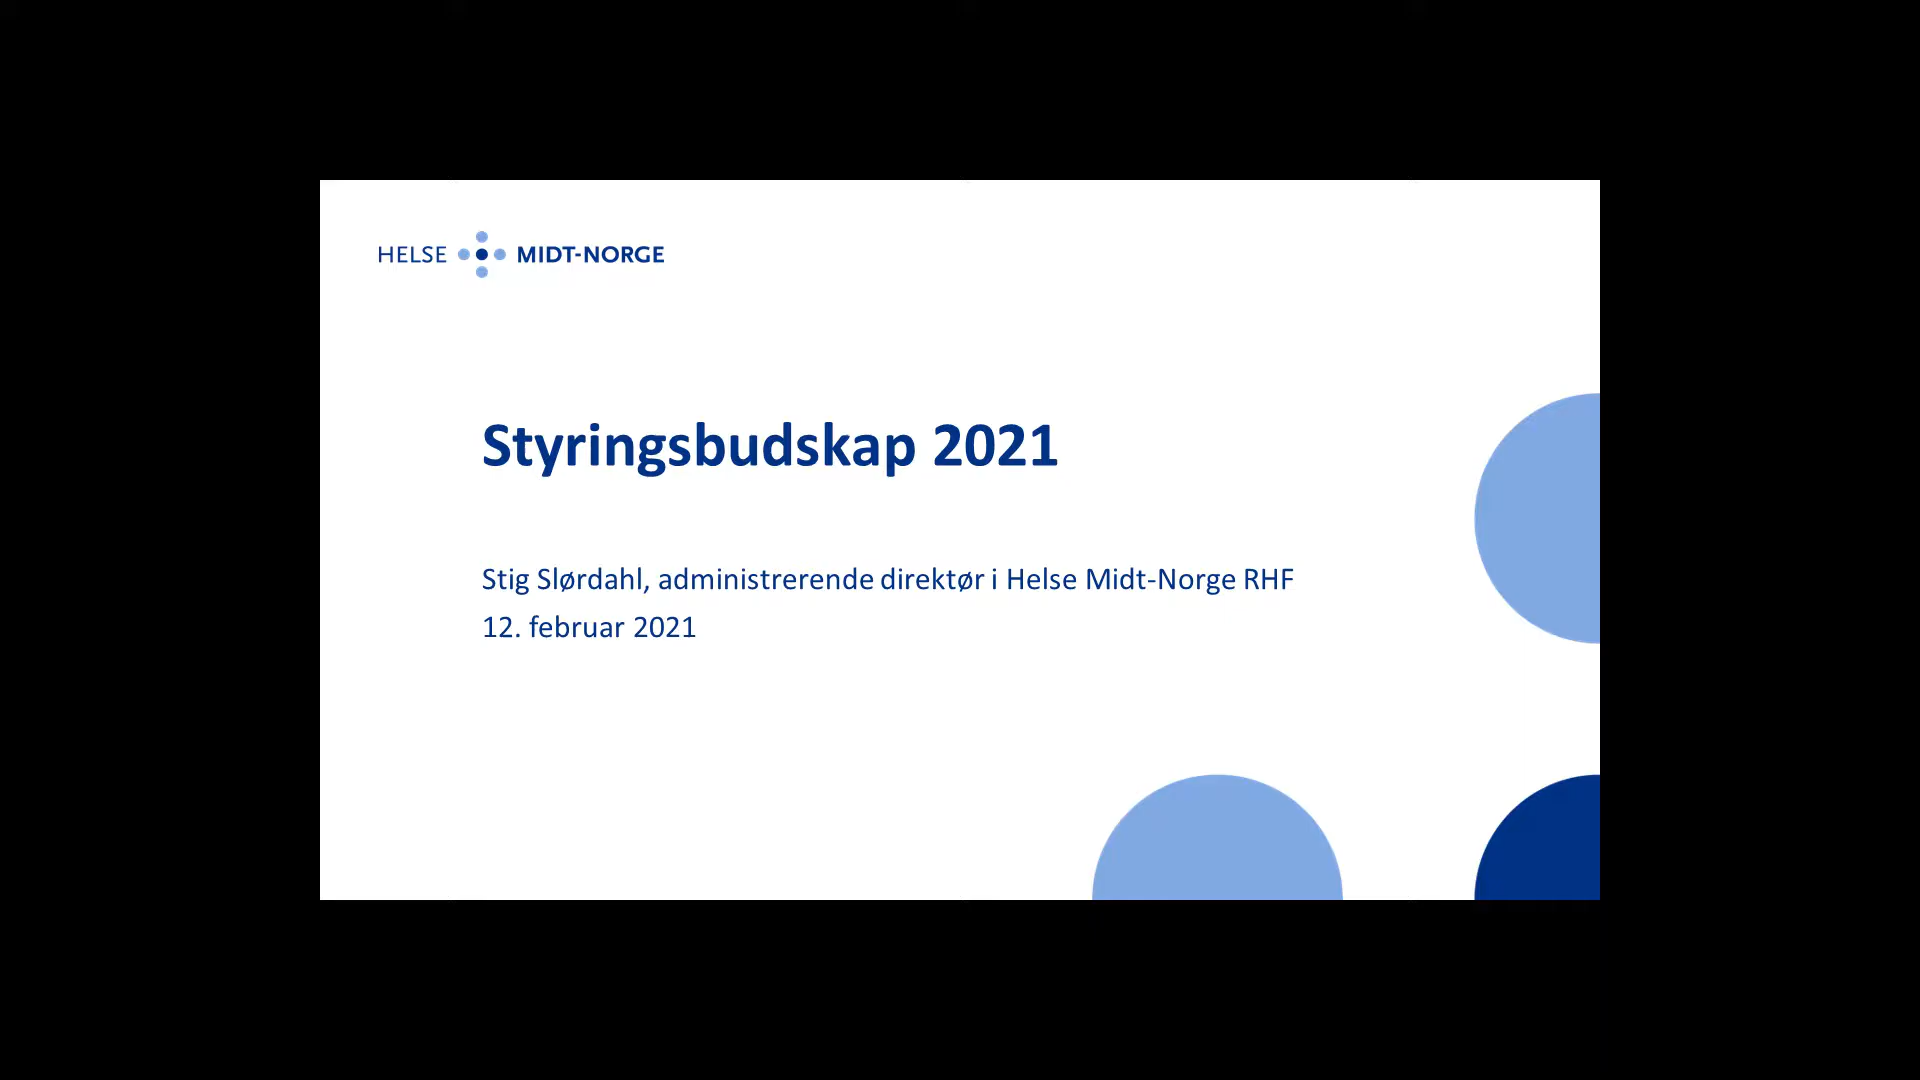 HELSE MIDT-NORGE
Styringsbudskap 2021
Stig Slørdahl, administrerende direktør i Helse Midt-Norge RHF
12. februar 2021